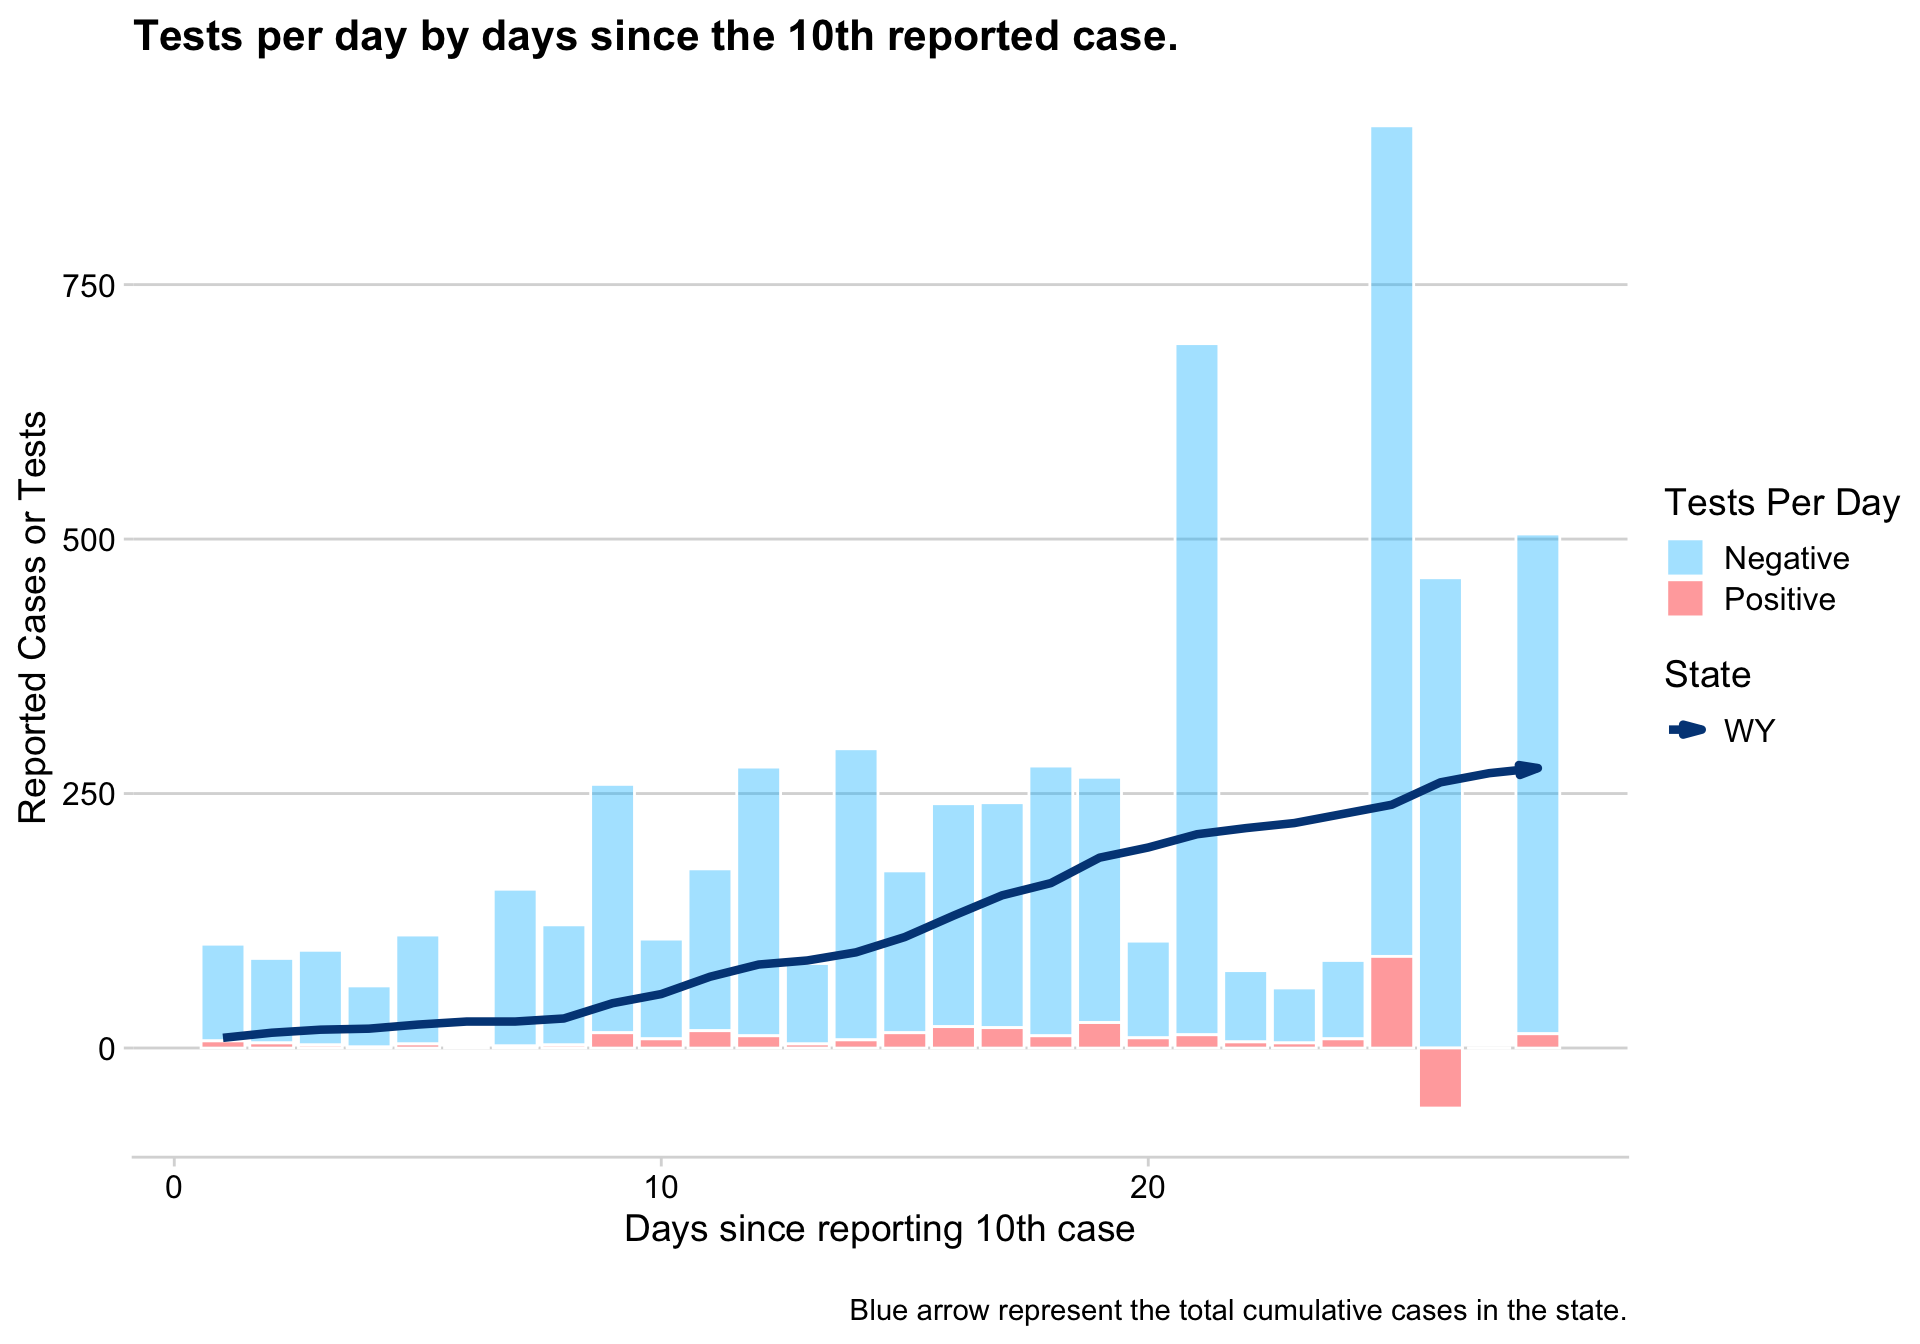 Tests per day by days since the 10th reported case.
Reported Cases or Tests
750
500
250
0
0
10
20
Days since reporting 10th case
Tests Per Day
Negative
Positive
State
WY
Blue arrow represent the total cumulative cases in the state.